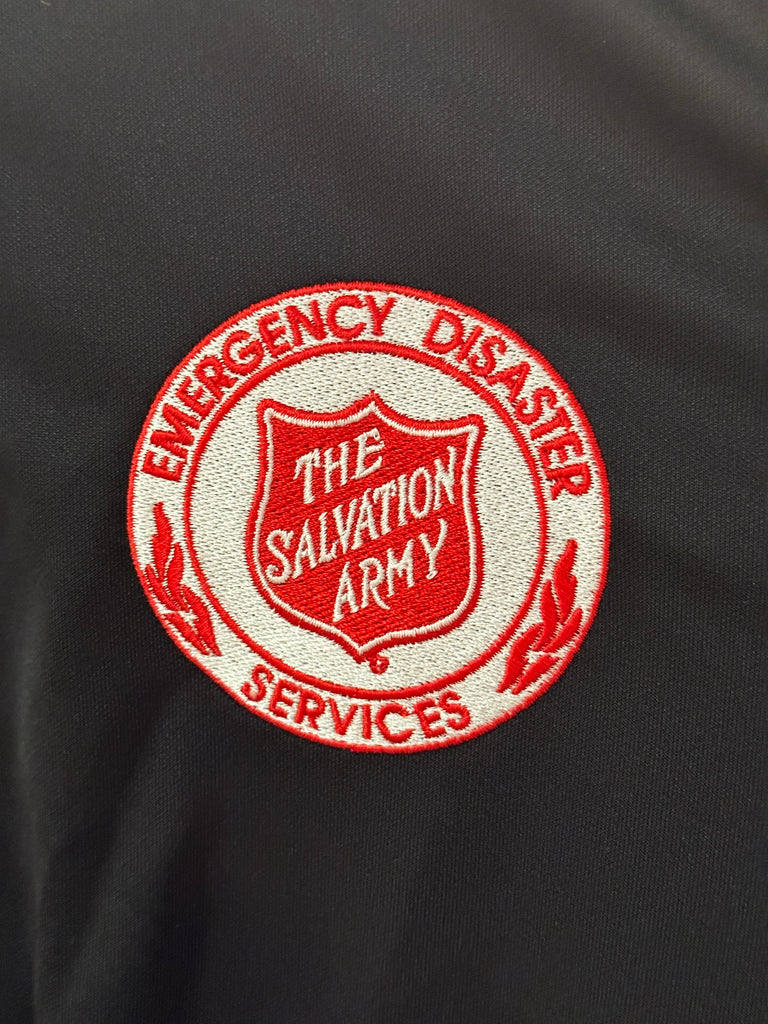 EMERGENCY DISASTER
THE
SALVATION
ARMY
SERVICES